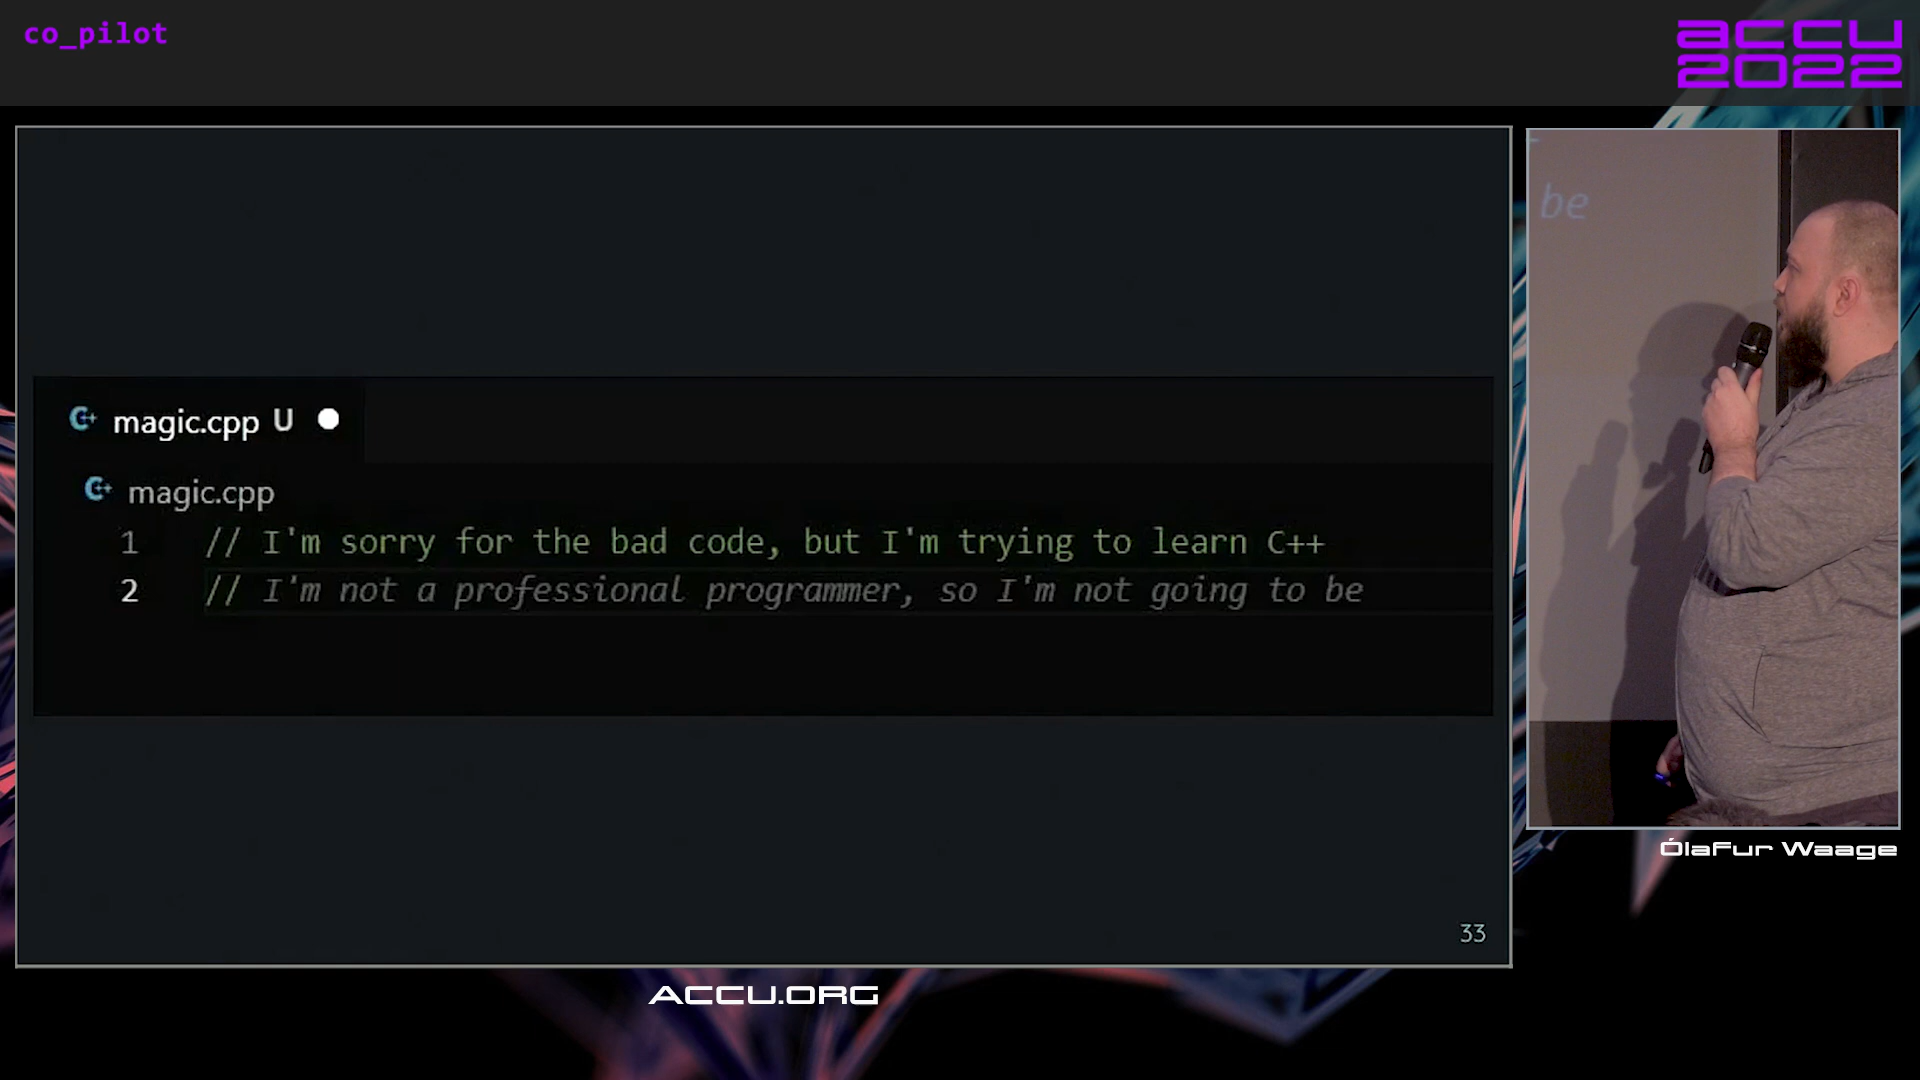 co_pilot
accu
2022
magic.cpp U
magic.cpp
1 // I'm sorry for the bad code, but I'm trying to learn C++
2 // I'm not a professional programmer, so I'm not going to be
33
be
ÓlaFur Waage
ACCU.ORG